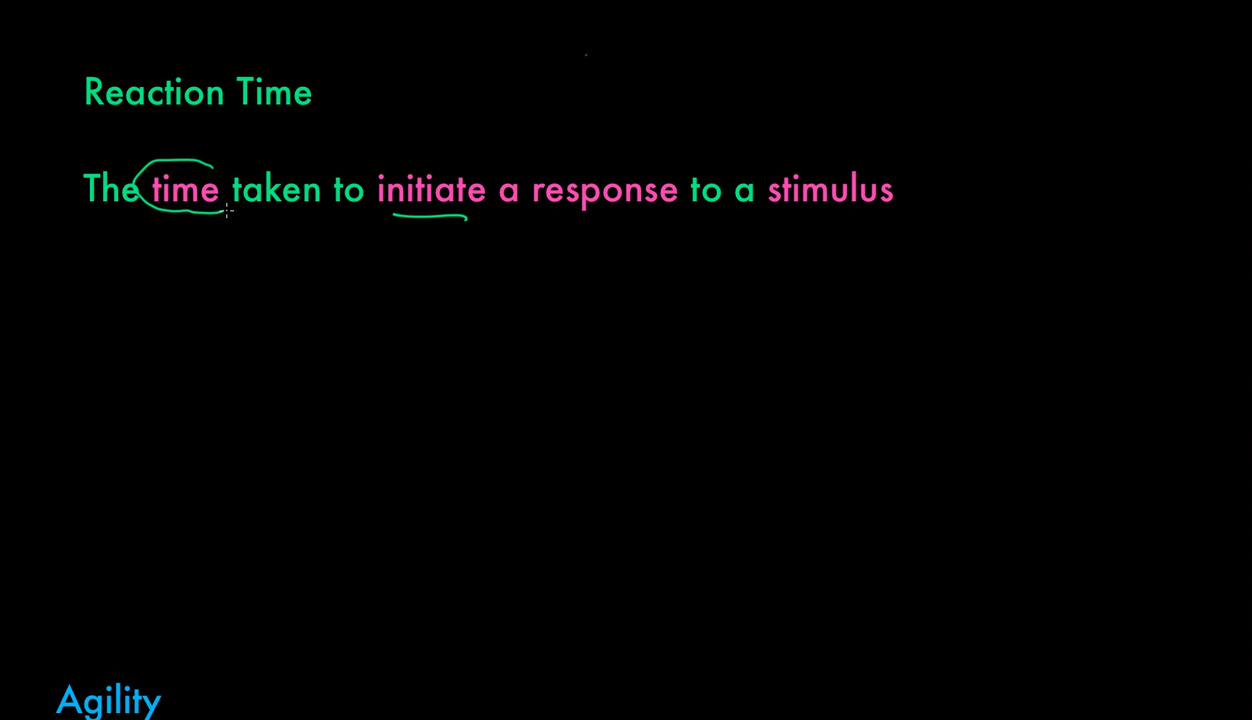 Reaction Time
The time taken to initiate a response to a stimulus
Agility